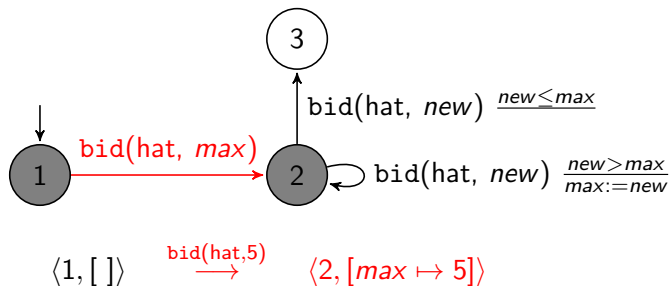 3
bid(hat, new) new≤max
bid(hat, max)
1
2
bid(hat, new) new>max
max:=new
bid(hat,5)
⟨1, [ ]⟩ ⟶ ⟨2, [max ↦ 5]⟩